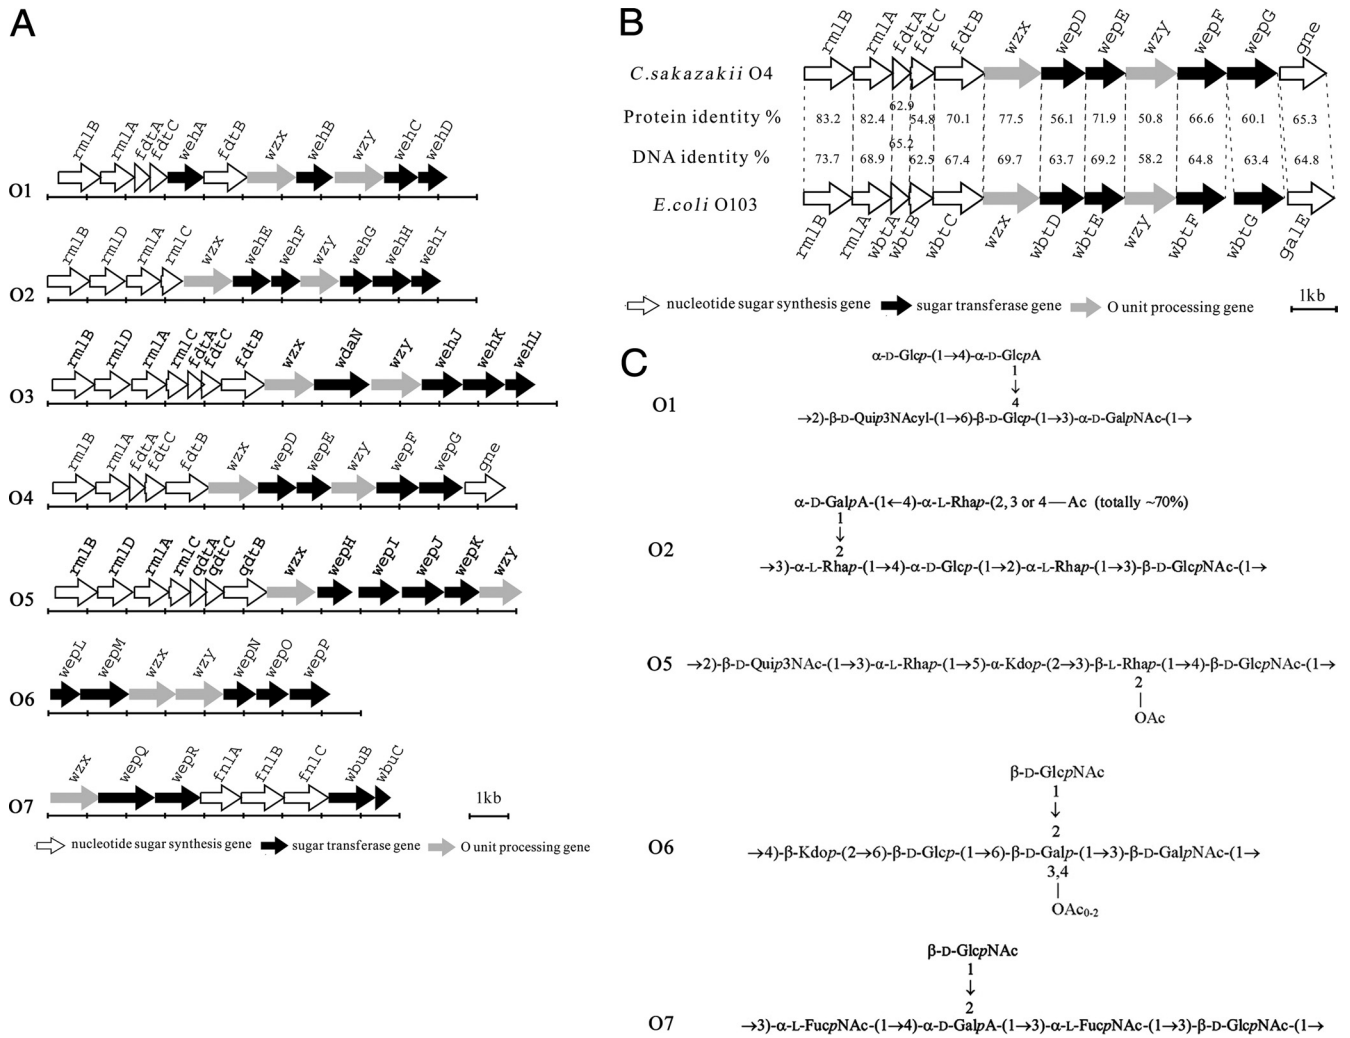 A
rmlB rmlA fdtA fdtC wehA fdtB wzx wehB wzy wehC wehD
O1
rmlB rmlD rmlA rmlC wzx wehE wehF wzy wehG wehH wehI
O2
rmlB rmlD rmlA rmlC fdtA fdtC fdtB wzx wdaN wzy wehJ wehK wehL
O3
rmlB rmlA fdtA fdtC fdtB wzx wepD wepE wzy wepF wepG gne
O4
rmlB rmlD rmlA rmlC qdtA qdtC qdtB wzx wepH wepI wepJ wepK wzy
O5
wepL wepM wzx wzy wepN wepO wepP
O6
wzx wepQ wepR fnlA fnlB fnlC wbuB wbuC
O7
1kb
nucleotide sugar synthesis gene sugar transferase gene O unit processing gene
B
rmlB rmlA fdtA fdtC fdtB wzx wepD wepE wzy wepF wepG gne
C.sakazakii O4
Protein identity % 83.2 82.4 62.9 54.8 70.1 77.5 56.1 71.9 50.8 66.6 60.1 65.3
DNA identity % 73.7 68.9 65.2 62.5 67.4 69.7 63.7 69.2 58.2 64.8 63.4 64.8
E.coli O103
rmlB rmlA wbtA wbtB wbtC wzx wbtD wbtE wzy wbtF wbtG galE
nucleotide sugar synthesis gene sugar transferase gene O unit processing gene
1kb
C
α-D-Glcp-(1→4)-α-D-GlcpA
1
↓
4
O1
→2)-β-D-Quip3NAcyl-(1→6)-β-D-Glcp-(1→3)-α-D-GalpNAc-(1→
α-D-GalpA-(1←4)-α-L-Rhap-(2, 3 or 4—Ac (totally ~70%)
1
↓
2
O2
→3)-α-L-Rhap-(1→4)-α-D-Glcp-(1→2)-α-L-Rhap-(1→3)-β-D-GlcpNAc-(1→
O5 →2)-β-D-Quip3NAc-(1→3)-α-L-Rhap-(1→5)-α-Kdop-(2→3)-β-L-Rhap-(1→4)-β-D-GlcpNAc-(1→
2
|
OAc
β-D-GlcpNAc
1
↓
2
O6 →4)-β-Kdop-(2→6)-β-D-Glcp-(1→6)-β-D-Galp-(1→3)-β-D-GalpNAc-(1→
3,4
|
OAc0-2
β-D-GlcpNAc
1
↓
2
O7 →3)-α-L-FucpNAc-(1→4)-α-D-GalpA-(1→3)-α-L-FucpNAc-(1→3)-β-D-GlcpNAc-(1→